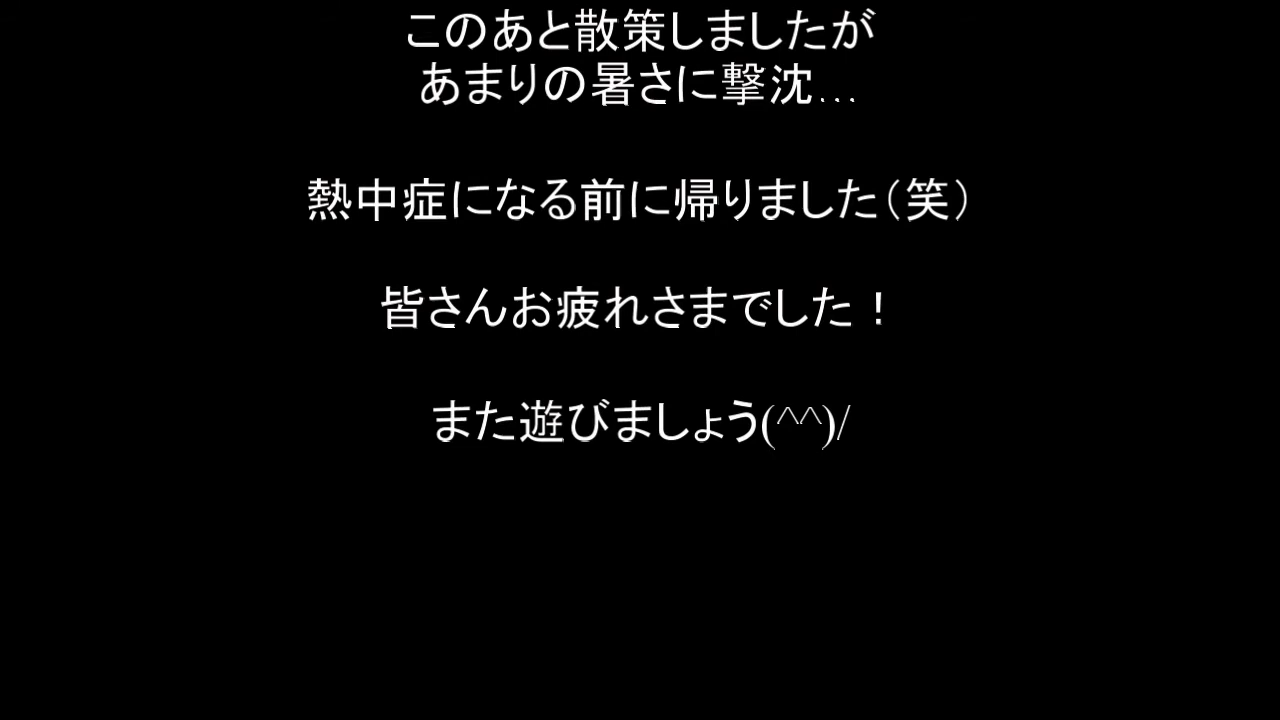 このあと散策しましたが
あまりの暑さに撃沈…
熱中症になる前に帰りました(笑)
皆さんお疲れさまでした!
また遊びましょう(^^)/